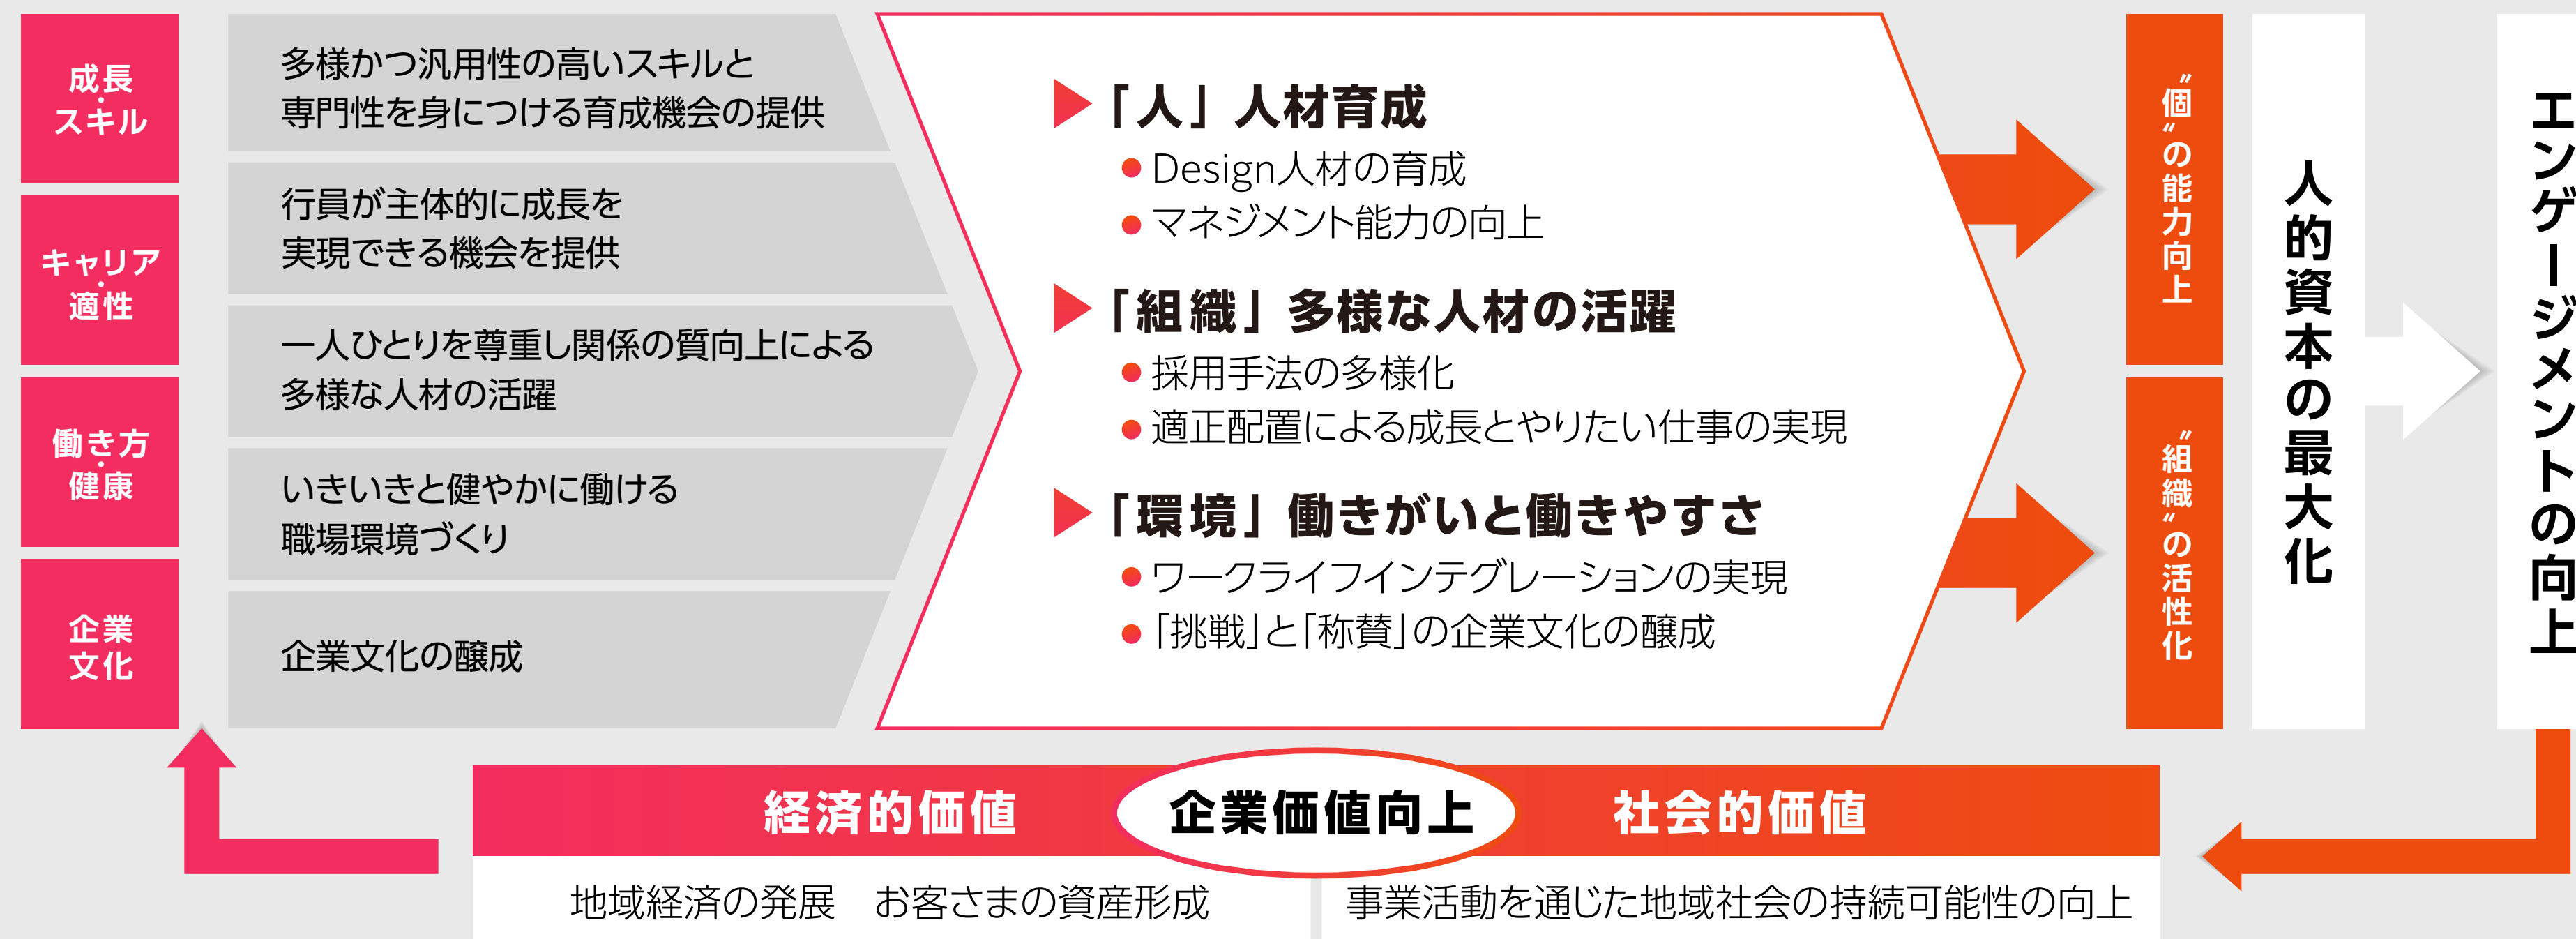 成長
・
スキル
多様かつ汎用性の高いスキルと
専門性を身につける育成機会の提供
キャリア
・
適性
行員が主体的に成長を
実現できる機会を提供
一人ひとりを尊重し関係の質向上による
多様な人材の活躍
働き方
・
健康
いきいきと健やかに働ける
職場環境づくり
企業
文化
企業文化の醸成
「人」人材育成
Design人材の育成
マネジメント能力の向上
「組織」多様な人材の活躍
採用手法の多様化
適正配置による成長とやりたい仕事の実現
「環境」働きがいと働きやすさ
ワークライフインテグレーションの実現
「挑戦」と「称賛」の企業文化の醸成
〝個〟の能力向上
〝組織〟の活性化
人的資本の最大化
エンゲージメントの向上
経済的価値
企業価値向上
社会的価値
地域経済の発展　お客さまの資産形成
事業活動を通じた地域社会の持続可能性の向上